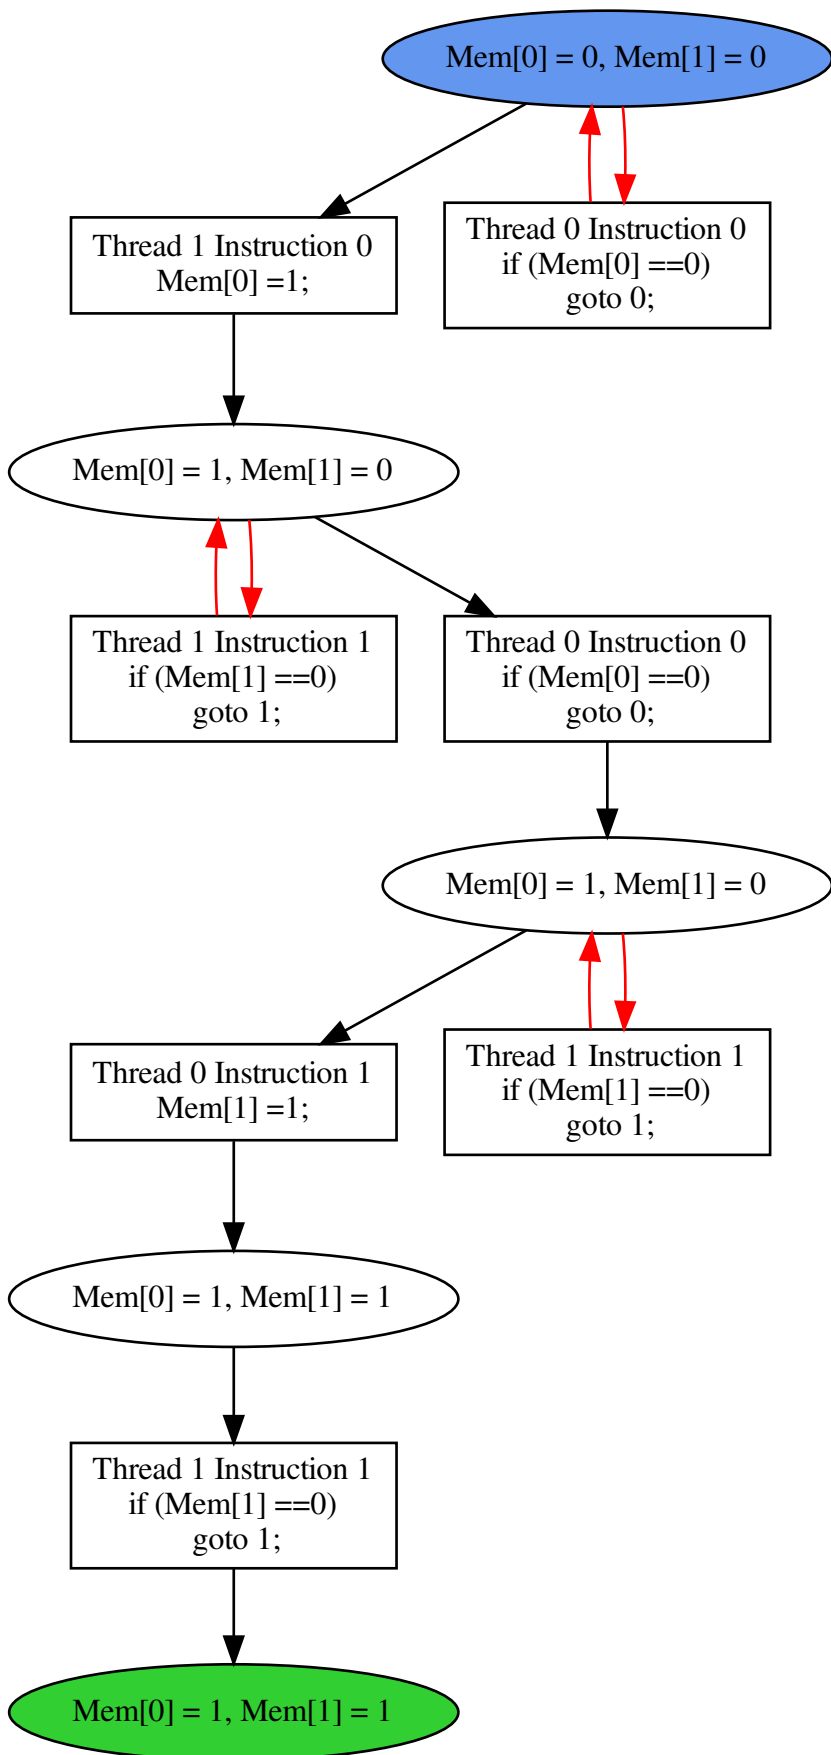 Mem[0] = 0, Mem[1] = 0
Thread 1 Instruction 0
Mem[0] =1;
Thread 0 Instruction 0
if (Mem[0] ==0)
goto 0;
Mem[0] = 1, Mem[1] = 0
Thread 1 Instruction 1
if (Mem[1] ==0)
goto 1;
Thread 0 Instruction 0
if (Mem[0] ==0)
goto 0;
Mem[0] = 1, Mem[1] = 0
Thread 0 Instruction 1
Mem[1] =1;
Thread 1 Instruction 1
if (Mem[1] ==0)
goto 1;
Mem[0] = 1, Mem[1] = 1
Thread 1 Instruction 1
if (Mem[1] ==0)
goto 1;
Mem[0] = 1, Mem[1] = 1